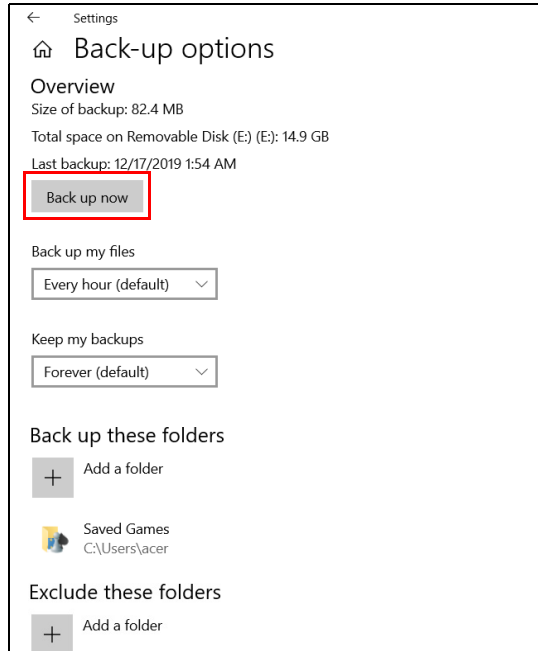 Settings
Back-up options
Overview
Size of backup: 82.4 MB
Total space on Removable Disk (E:) (E:): 14.9 GB
Last backup: 12/17/2019 1:54 AM
Back up now
Back up my files
Every hour (default)
Keep my backups
Forever (default)
Back up these folders
Add a folder
Saved Games
C:\Users\acer
Exclude these folders
Add a folder